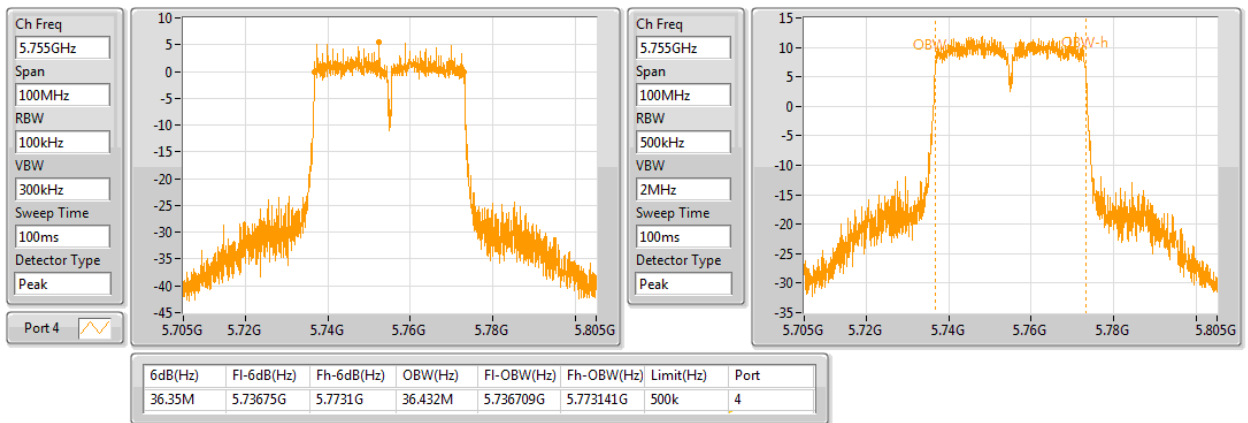 Ch Freq
5.755GHz
Span
100MHz
RBW
100kHz
VBW
300kHz
Sweep Time
100ms
Detector Type
Peak
Port 4
10
5
0
-5
-10
-15
-20
-25
-30
-35
-40
-45
5.705G 5.72G 5.74G 5.76G 5.78G 5.805G
Ch Freq
5.755GHz
Span
100MHz
RBW
500kHz
VBW
2MHz
Sweep Time
100ms
Detector Type
Peak
15
10
5
0
-5
-10
-15
-20
-25
-30
-35
OBW-h
5.705G 5.72G 5.74G 5.76G 5.78G 5.805G
6dB(Hz) Fl-6dB(Hz) Fh-6dB(Hz) OBW(Hz) Fl-OBW(Hz) Fh-OBW(Hz) Limit(Hz) Port
36.35M 5.73675G 5.7731G 36.432M 5.736709G 5.773141G 500k 4